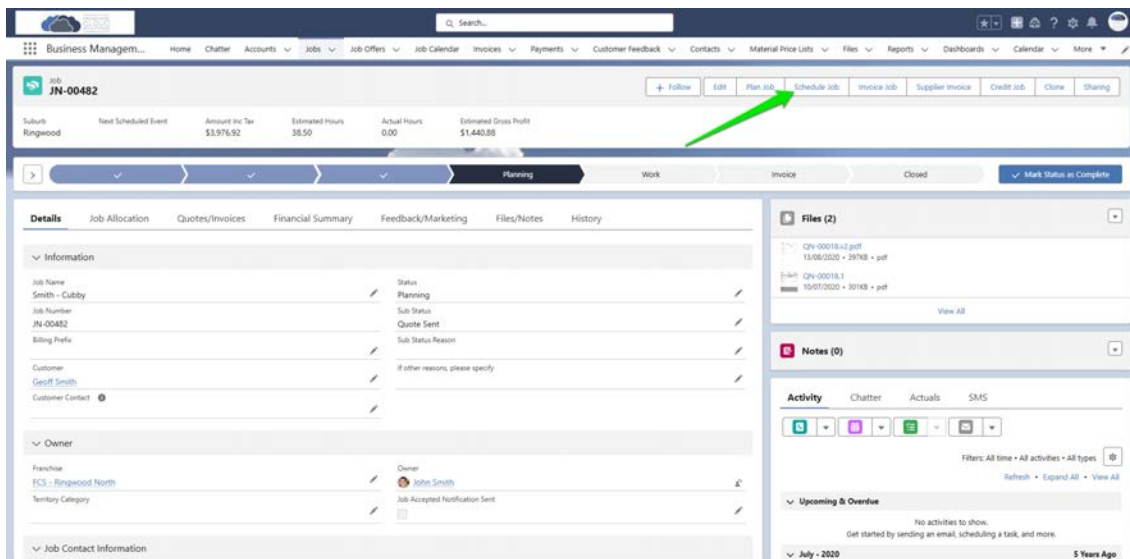 Search...
Business Managem... Home Chatter Accounts Jobs Job Offers Job Calendar Invoices Payments Customer Feedback Contacts Material Price Lists Files Reports Dashboards Calendar More
Job
JN-00482
+ Follow Edit Plan Job Schedule Job Invoice Job Supplier Invoice Credit Job Clone Sharing
Suburb Next Scheduled Event Amount Inc Tax Estimated Hours Actual Hours Estimated Gross Profit
Ringwood $3,976.92 38.50 0.00 $1,440.88
Planning Work Invoice Closed Mark Status as Complete
Details Job Allocation Quotes/Invoices Financial Summary Feedback/Marketing Files/Notes History
Information
Job Name Status
Smith - Cubby Planning
Job Number Sub Status
JN-00482 Quote Sent
Billing Prefix Sub Status Reason
Customer If other reasons, please specify
Geoff Smith
Customer Contact
Owner
Franchise Owner
FCS - Ringwood North John Smith
Territory Category Job Accepted Notification Sent
Job Contact Information
Files (2)
QN-00018.v2.pdf
13/08/2020 • 397KB • pdf
QN-00018.1
10/07/2020 • 301KB • pdf
View All
Notes (0)
Activity Chatter Actuals SMS
Filters: All time • All activities • All types
Refresh • Expand All • View All
Upcoming & Overdue
No activities to show.
Get started by sending an email, scheduling a task, and more.
July - 2020 5 Years Ago